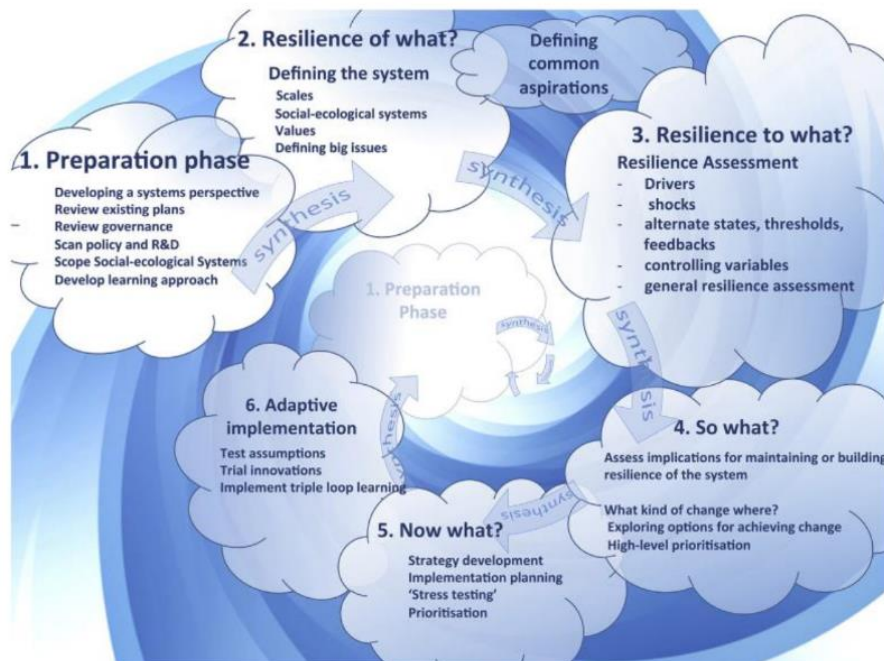 1. Preparation phase
Developing a systems perspective
Review existing plans
Review governance
Scan policy and R&D
Scope Social-ecological Systems
Develop learning approach
synthesis
2. Resilience of what?
Defining the system
Scales
Social-ecological systems
Values
Defining big issues
Defining
common
aspirations
synthesis
3. Resilience to what?
Resilience Assessment
- Drivers
- shocks
- alternate states, thresholds,
feedbacks
- controlling variables
- general resilience assessment
synthesis
4. So what?
Assess implications for maintaining or building
resilience of the system
What kind of change where?
Exploring options for achieving change
High-level prioritisation
synthesis
5. Now what?
Strategy development
Implementation planning
‘Stress testing’
Prioritisation
synthesis
6. Adaptive
implementation
Test assumptions
Trial innovations
Implement triple loop learning
1. Preparation
Phase
synthesis